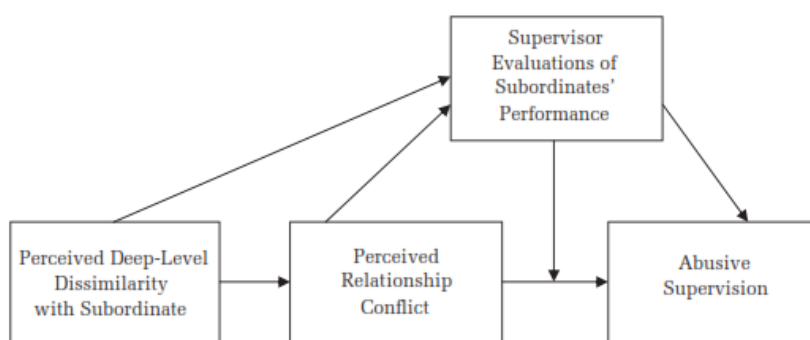 Supervisor
Evaluations of
Subordinates'
Performance
Perceived Deep-Level
Dissimilarity
with Subordinate
Perceived
Relationship
Conflict
Abusive
Supervision